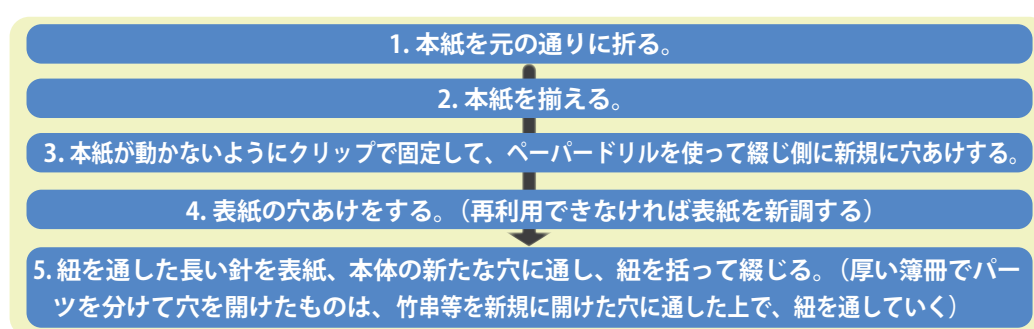 1. 本紙を元の通りに折る。
2. 本紙を揃える。
3. 本紙が動かないようにクリップで固定して、ペーパードリルを使って綴じ側に新規に穴あけする。
4. 表紙の穴あけをする。（再利用できなければ表紙を新調する）
5. 紐を通した長い針を表紙、本体の新たな穴に通し、紐を括って綴じる。（厚い簿冊でパー
ツを分けて穴を開けたものは、竹串等を新規に開けた穴に通した上で、紐を通していく）